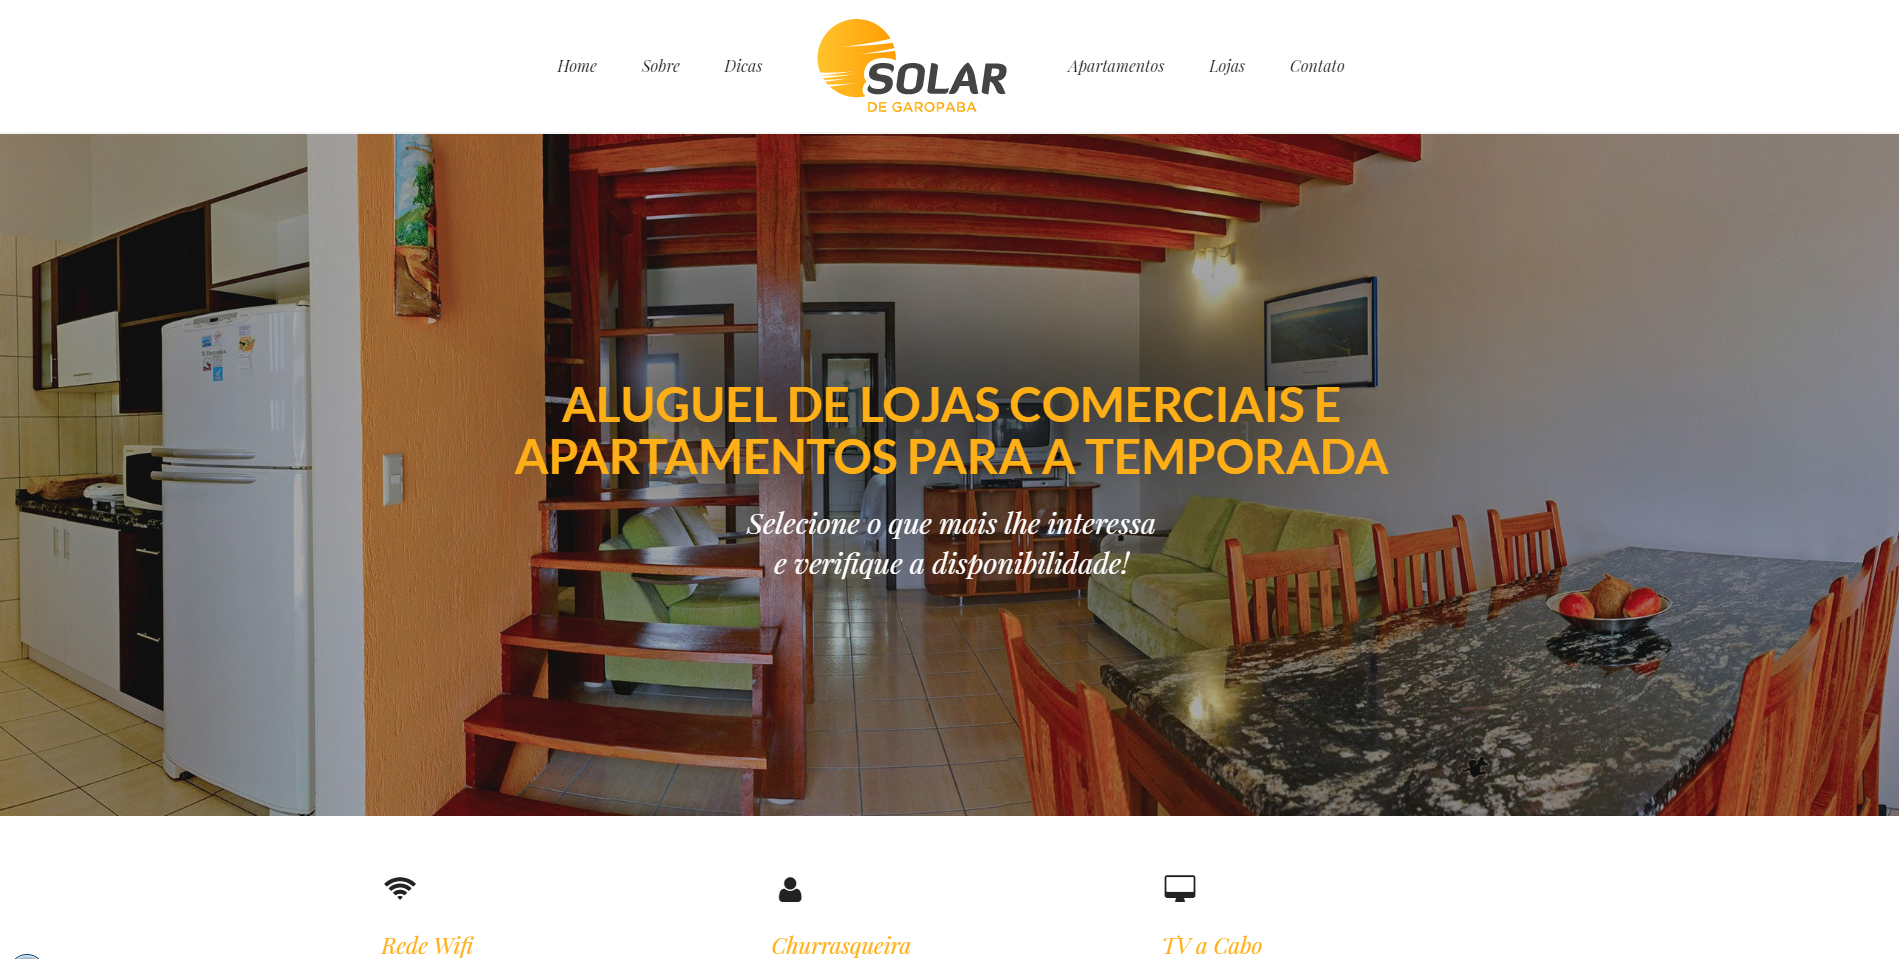 Home
Sobre
Dicas
SOLAR
DE GAROPABA
Apartamentos
Lojas
Contato
ALUGUEL DE LOJAS COMERCIAIS E
APARTAMENTOS PARA A TEMPORADA
Selecione o que mais lhe interessa
e verifique a disponibilidade!
Rede Wifi
Churrasqueira
TV a Cabo